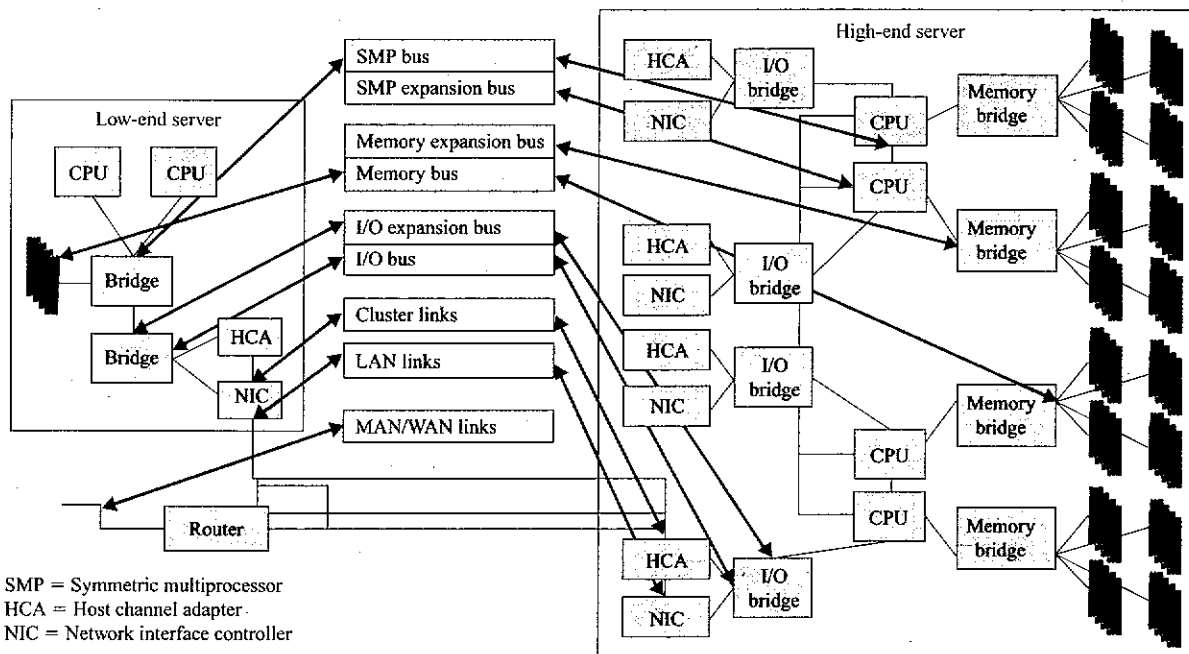 High-end server
SMP bus
SMP expansion bus
Memory expansion bus
Memory bus
I/O expansion bus
I/O bus
Cluster links
LAN links
MAN/WAN links
Low-end server
CPU
CPU
Bridge
Bridge
HCA
NIC
Router
HCA
NIC
I/O
bridge
CPU
CPU
Memory
bridge
Memory
bridge
HCA
NIC
I/O
bridge
HCA
NIC
I/O
bridge
CPU
CPU
Memory
bridge
Memory
bridge
HCA
NIC
I/O
bridge
SMP = Symmetric multiprocessor
HCA = Host channel adapter
NIC = Network interface controller